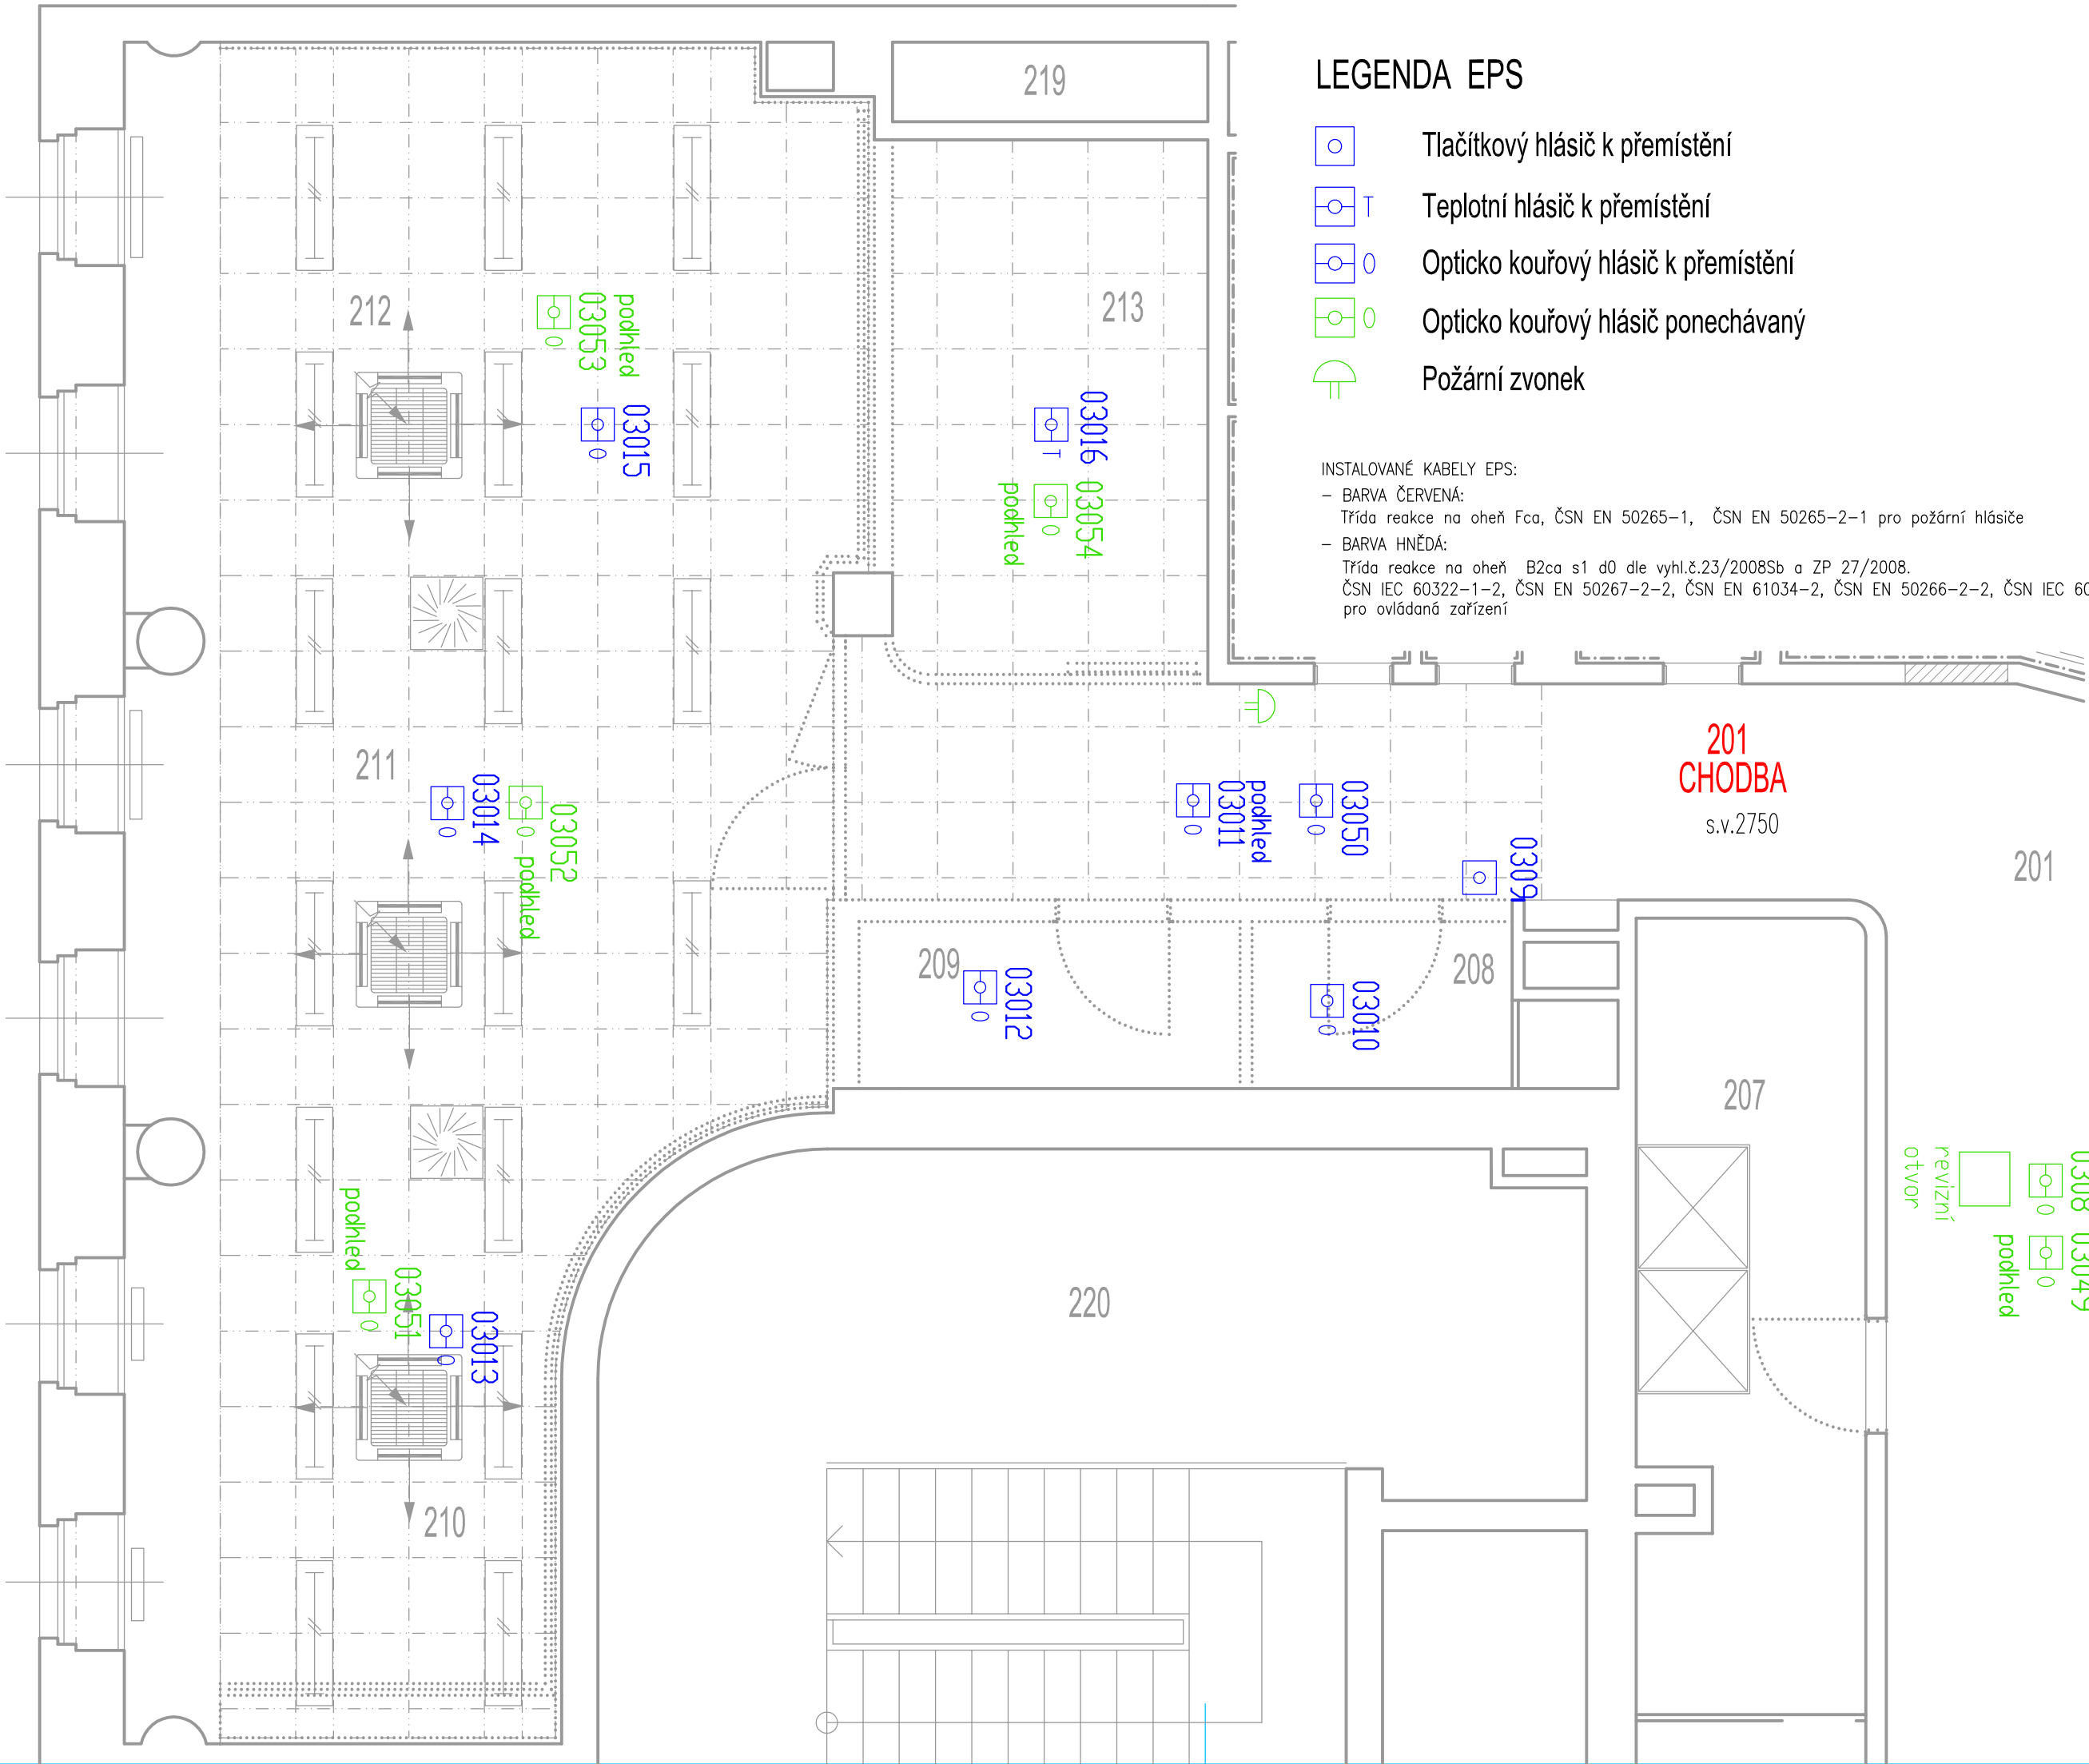 LEGENDA EPS
Tlačítkový hlásič k přemístění
T
Teplotní hlásič k přemístění
O
Opticko kouřový hlásič k přemístění
O
Opticko kouřový hlásič ponechávaný
Požární zvonek
INSTALOVANÉ KABELY EPS:
– BARVA ČERVENÁ:
Třída reakce na oheň Fca, ČSN EN 50265–1, ČSN EN 50265–2–1 pro požární hlásiče
– BARVA HNĚDÁ:
Třída reakce na oheň B2ca s1 d0 dle vyhl.č.23/2008Sb a ZP 27/2008.
ČSN IEC 60322–1–2, ČSN EN 50267–2–2, ČSN EN 61034–2, ČSN EN 50266–2–2, ČSN IEC 60
pro ovládaná zařízení
219
212
podhled
03053
O
03015
O
213
03016
T
03054
O
podhled
211
03014
O
03052
O
podhled
podhled
03011
O
03050
O
0309
201
CHODBA
s.v.2750
201
209
03012
O
208
03010
O
207
revizní
otvor
0308
O
03049
O
podhled
podhled
03051
O
03013
O
220
210